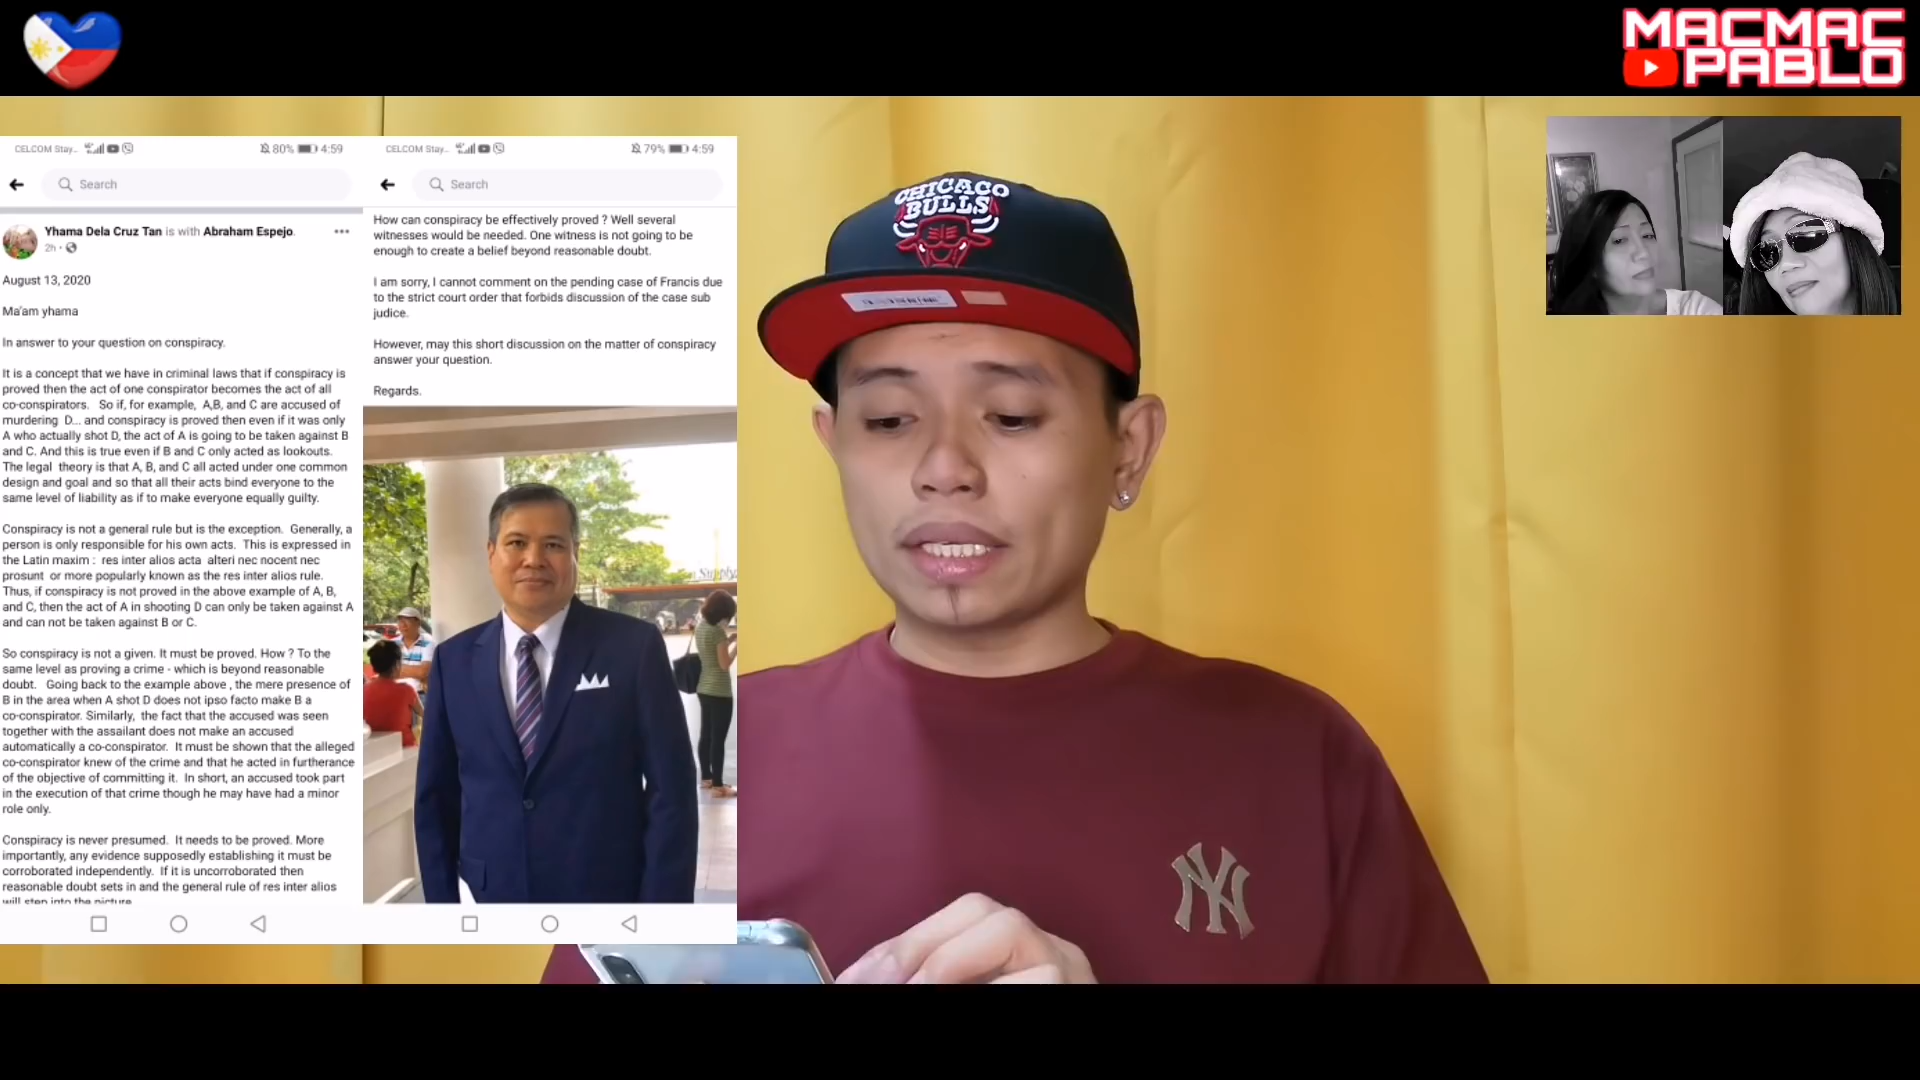 MACMAC
PABLO
CELCOM Stay...
80%
4:59
Search
Yhama Dela Cruz Tan is with Abraham Espejo.
2h
August 13, 2020
Ma'am yhama
In answer to your question on conspiracy.
It is a concept that we have in criminal laws that if conspiracy is
proved then the act of one conspirator becomes the act of all
co-conspirators. So if, for example, A,B, and C are accused of
murdering D... and conspiracy is proved then even if it was only
A who actually shot D, the act of A is going to be taken against B
and C. And this is true even if B and C only acted as lookouts.
The legal theory is that A, B, and C all acted under one common
design and goal and so that all their acts bind everyone to the
same level of liability as if to make everyone equally guilty.
Conspiracy is not a general rule but is the exception. Generally, a
person is only responsible for his own acts. This is expressed in
the Latin maxim : res inter alios acta alteri nec nocent nec
prosunt or more popularly known as the res inter alios rule.
Thus, if conspiracy is not proved in the above example of A, B,
and C, then the act of A in shooting D can only be taken against A
and can not be taken against B or C.
So conspiracy is not a given. It must be proved. How ? To the
same level as proving a crime - which is beyond reasonable
doubt. Going back to the example above , the mere presence of
B in the area when A shot D does not ipso facto make B a
co-conspirator. Similarly, the fact that the accused was seen
together with the assailant does not make an accused
automatically a co-conspirator. It must be shown that the alleged
co-conspirator knew of the crime and that he acted in furtherance
of the objective of committing it. In short, an accused took part
in the execution of that crime though he may have had a minor
role only.
Conspiracy is never presumed. It needs to be proved. More
importantly, any evidence supposedly establishing it must be
corroborated independently. If it is uncorroborated then
reasonable doubt sets in and the general rule of res inter alios
will step into the picture.
CELCOM Stay...
79%
4:59
Search
How can conspiracy be effectively proved ? Well several
witnesses would be needed. One witness is not going to be
enough to create a belief beyond reasonable doubt.
I am sorry, I cannot comment on the pending case of Francis due
to the strict court order that forbids discussion of the case sub
judice.
However, may this short discussion on the matter of conspiracy
answer your question.
Regards.
Supply
CHICAGO
BULLS
NY